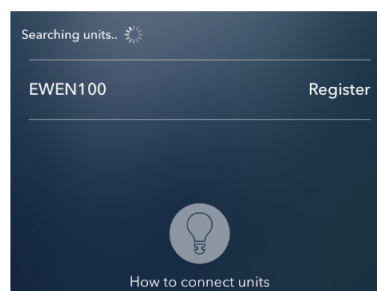 Searching units..
EWEN100 Register
How to connect units